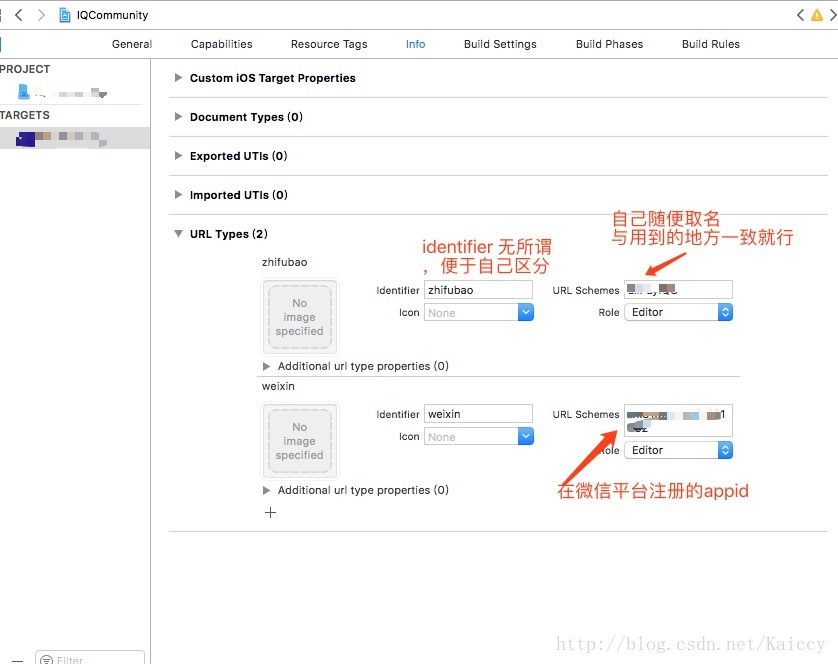 IQCommunity
General Capabilities Resource Tags Info Build Settings Build Phases Build Rules
PROJECT
TARGETS
Custom iOS Target Properties
Document Types (0)
Exported UTIs (0)
Imported UTIs (0)
URL Types (2)
自己随便取名
与用到的地方一致就行
identifier 无所谓
，便于自己区分
zhifubao
No
image
specified
Identifier zhifubao
URL Schemes
Icon None
Role Editor
Additional url type properties (0)
weixin
No
image
specified
Identifier weixin
URL Schemes
Icon None
Role Editor
Additional url type properties (0)
在微信平台注册的appid
Filter
http://blog.csdn.net/Kaiccy